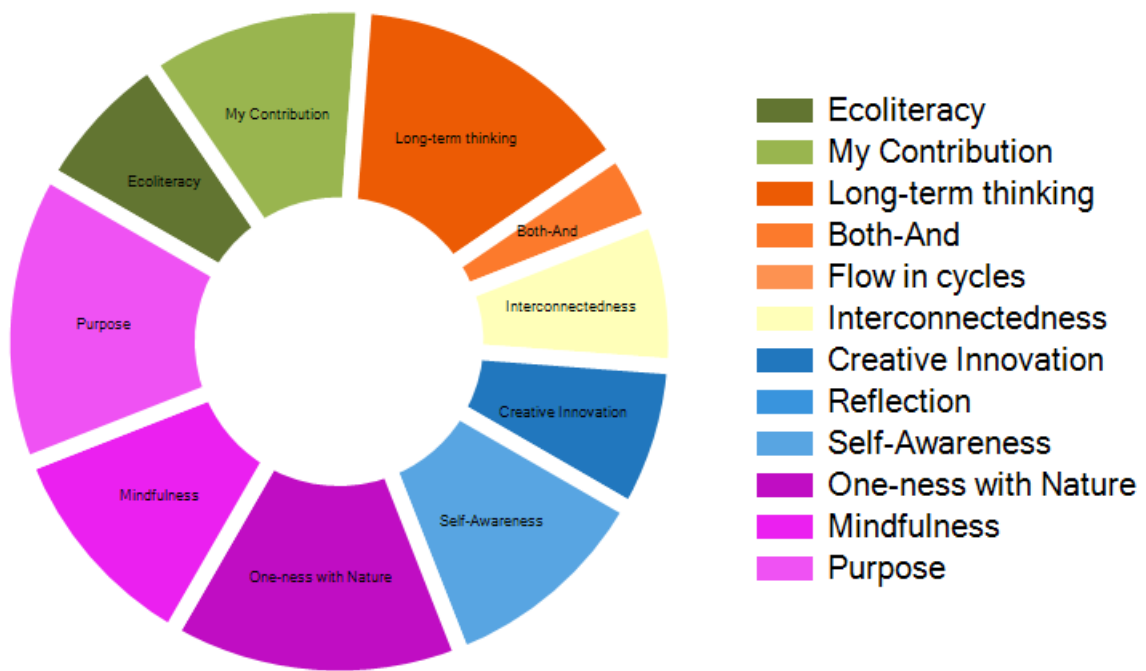 My Contribution
Long-term thinking
Ecoliteracy
Both-And
Interconnectedness
Purpose
Creative Innovation
Mindfulness
Self-Awareness
One-ness with Nature
Ecoliteracy
My Contribution
Long-term thinking
Both-And
Flow in cycles
Interconnectedness
Creative Innovation
Reflection
Self-Awareness
One-ness with Nature
Mindfulness
Purpose